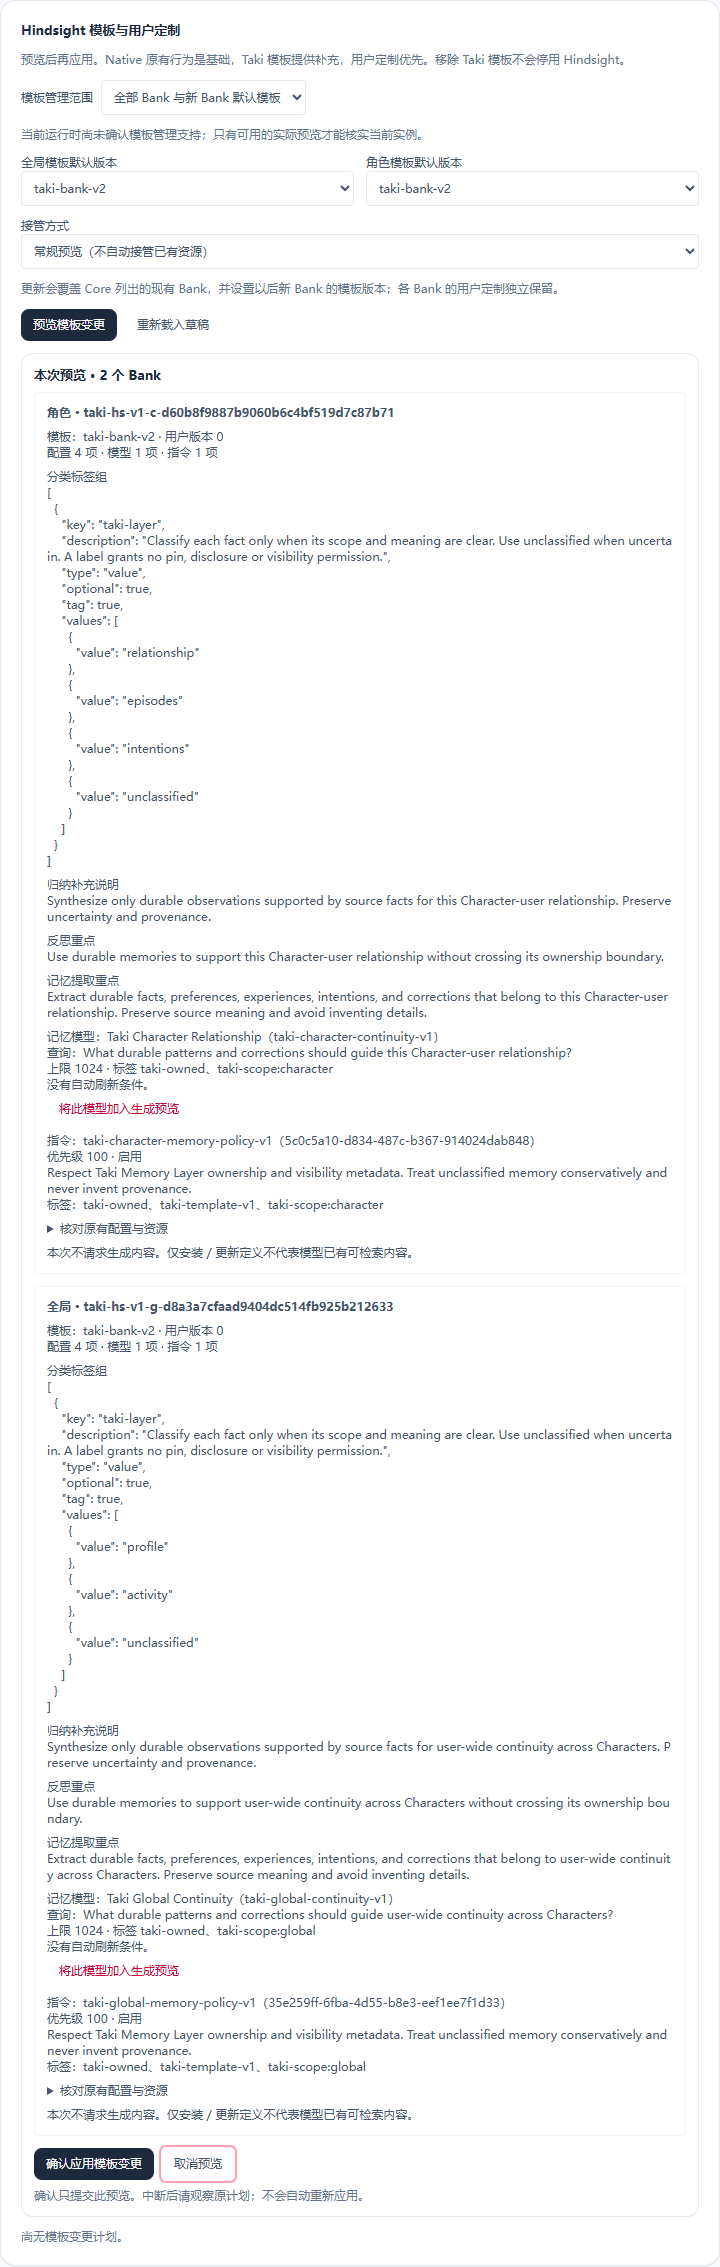 Hindsight 模板与用户定制
预览后再应用。Native 原有行为是基础，Taki 模板提供补充，用户定制优先。移除 Taki 模板不会停用 Hindsight。
模板管理范围 全部 Bank 与新 Bank 默认模板
当前运行时尚未确认模板管理支持；只有可用的实际预览才能核实当前实例。
全局模板默认版本 角色模板默认版本
taki-bank-v2 taki-bank-v2
接管方式
常规预览（不自动接管已有资源）
更新会覆盖 Core 列出的现有 Bank，并设置以后新 Bank 的模板版本；各 Bank 的用户定制独立保留。
预览模板变更 重新载入草稿
本次预览 • 2 个 Bank
角色 • taki-hs-v1-c-d60b8f9887b9060b6c4bf519d7c87b71
模板：taki-bank-v2 · 用户版本 0
配置 4 项 · 模型 1 项 · 指令 1 项
分类标签组
[
{
"key": "taki-layer",
"description": "Classify each fact only when its scope and meaning are clear. Use unclassified when uncerta
in. A label grants no pin, disclosure or visibility permission.",
"type": "value",
"optional": true,
"tag": true,
"values": [
{
"value": "relationship"
},
{
"value": "episodes"
},
{
"value": "intentions"
},
{
"value": "unclassified"
}
]
}
]
归纳补充说明
Synthesize only durable observations supported by source facts for this Character-user relationship. Preserve
uncertainty and provenance.
反思重点
Use durable memories to support this Character-user relationship without crossing its ownership boundary.
记忆提取重点
Extract durable facts, preferences, experiences, intentions, and corrections that belong to this Character-user
relationship. Preserve source meaning and avoid inventing details.
记忆模型：Taki Character Relationship（taki-character-continuity-v1）
查询：What durable patterns and corrections should guide this Character-user relationship?
上限 1024 · 标签 taki-owned、taki-scope:character
没有自动刷新条件。
将此模型加入生成预览
指令：taki-character-memory-policy-v1（5c0c5a10-d834-487c-b367-914024dab848）
优先级 100 · 启用
Respect Taki Memory Layer ownership and visibility metadata. Treat unclassified memory conservatively and
never invent provenance.
标签：taki-owned、taki-template-v1、taki-scope:character
▶ 核对原有配置与资源
本次不请求生成内容。仅安装 / 更新定义不代表模型已有可检索内容。
全局 • taki-hs-v1-g-d8a3a7cfaad9404dc514fb925b212633
模板：taki-bank-v2 · 用户版本 0
配置 4 项 · 模型 1 项 · 指令 1 项
分类标签组
[
{
"key": "taki-layer",
"description": "Classify each fact only when its scope and meaning are clear. Use unclassified when uncerta
in. A label grants no pin, disclosure or visibility permission.",
"type": "value",
"optional": true,
"tag": true,
"values": [
{
"value": "profile"
},
{
"value": "activity"
},
{
"value": "unclassified"
}
]
}
]
归纳补充说明
Synthesize only durable observations supported by source facts for user-wide continuity across Characters. P
reserve uncertainty and provenance.
反思重点
Use durable memories to support user-wide continuity across Characters without crossing its ownership bou
ndary.
记忆提取重点
Extract durable facts, preferences, experiences, intentions, and corrections that belong to user-wide continuit
y across Characters. Preserve source meaning and avoid inventing details.
记忆模型：Taki Global Continuity（taki-global-continuity-v1）
查询：What durable patterns and corrections should guide user-wide continuity across Characters?
上限 1024 · 标签 taki-owned、taki-scope:global
没有自动刷新条件。
将此模型加入生成预览
指令：taki-global-memory-policy-v1（35e259ff-6fba-4d55-b8e3-eef1ee7f1d33）
优先级 100 · 启用
Respect Taki Memory Layer ownership and visibility metadata. Treat unclassified memory conservatively and
never invent provenance.
标签：taki-owned、taki-template-v1、taki-scope:global
▶ 核对原有配置与资源
本次不请求生成内容。仅安装 / 更新定义不代表模型已有可检索内容。
确认应用模板变更 取消预览
确认只提交此预览。中断后请观察原计划；不会自动重新应用。
尚无模板变更计划。